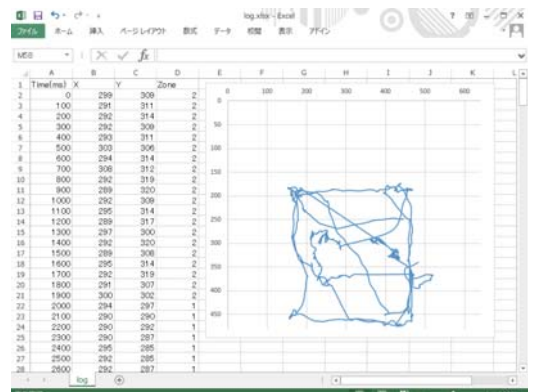 log.xlsx - Excel
ファイル ホーム 挿入 ページ レイアウト 数式 データ 校閲 表示 アドイン
M58 fx
A B C D E F G H I J K L
1 Time(ms) X Y Zone
2 0 299 309 2
3 100 291 311 2
4 200 292 314 2
5 300 292 309 2
6 400 293 311 2
7 500 303 306 2
8 600 294 314 2
9 700 308 312 2
10 800 292 319 2
11 900 289 320 2
12 1000 292 309 2
13 1100 295 314 2
14 1200 289 317 2
15 1300 297 300 2
16 1400 292 320 2
17 1500 289 308 2
18 1600 295 314 2
19 1700 292 319 2
20 1800 291 307 2
21 1900 300 302 2
22 2000 294 297 1
23 2100 290 290 1
24 2200 290 292 1
25 2300 290 287 1
26 2400 295 285 1
27 2500 292 285 1
28 2600 292 287 1
0 100 200 300 400 500 600
0
50
100
150
200
250
300
350
400
450
log